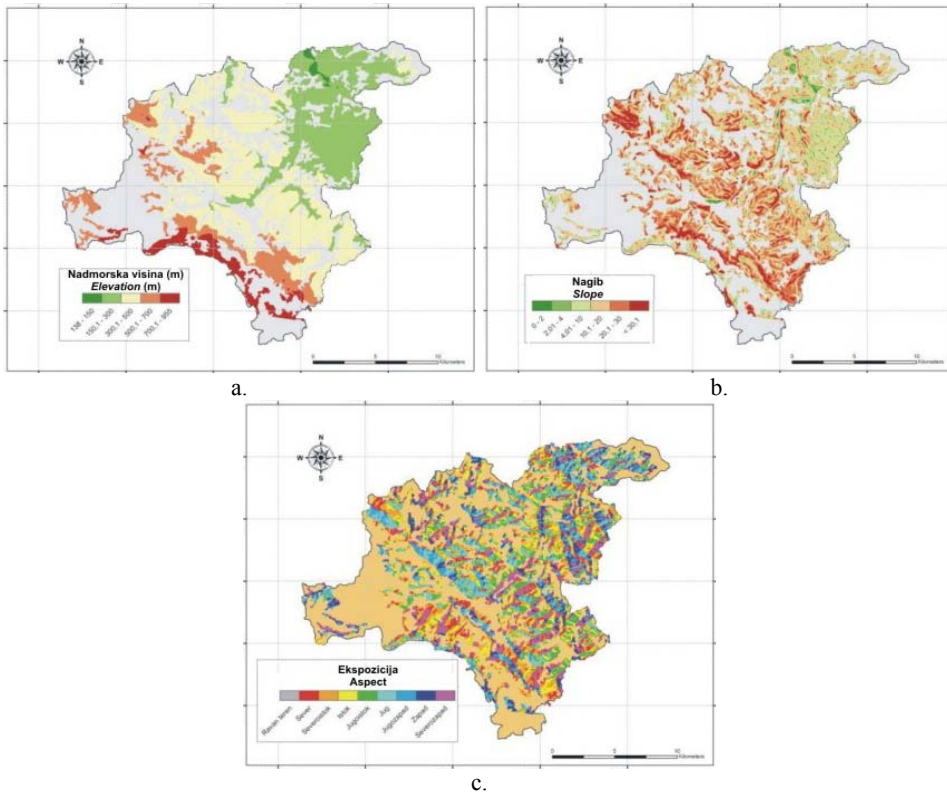 N
W E
S
Nadmorska visina (m)
Elevation (m)
138 - 150
150,1 - 300
300,1 - 500
500,1 - 700
700,1 - 955
0 5 10
Kilometers
a.
N
W E
S
Nagib
Slope
0 - 2
2.01 - 4
4.01 - 10
10,1 - 20
20.1 - 30
< 30.1
0 5 10
Kilometers
b.
N
W E
S
Ekspozicija
Aspect
Ravan teren
Sever
Severoistok
Istok
Jugoistok
Jug
Jugozapad
Zapad
Severozapad
0 5 10
Kilometers
c.